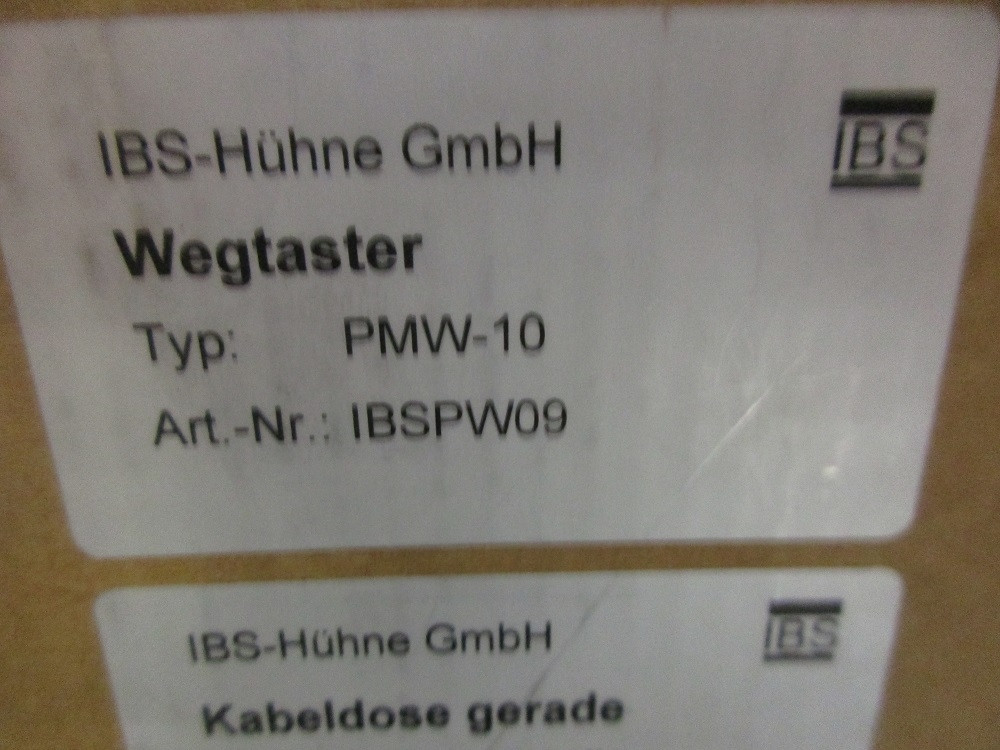 IBS-Hühne GmbH
IBS
Wegtaster
Typ: PMW-10
Art.-Nr.: IBSPW09
IBS-Hühne GmbH
IBS
Kabeldose gerade